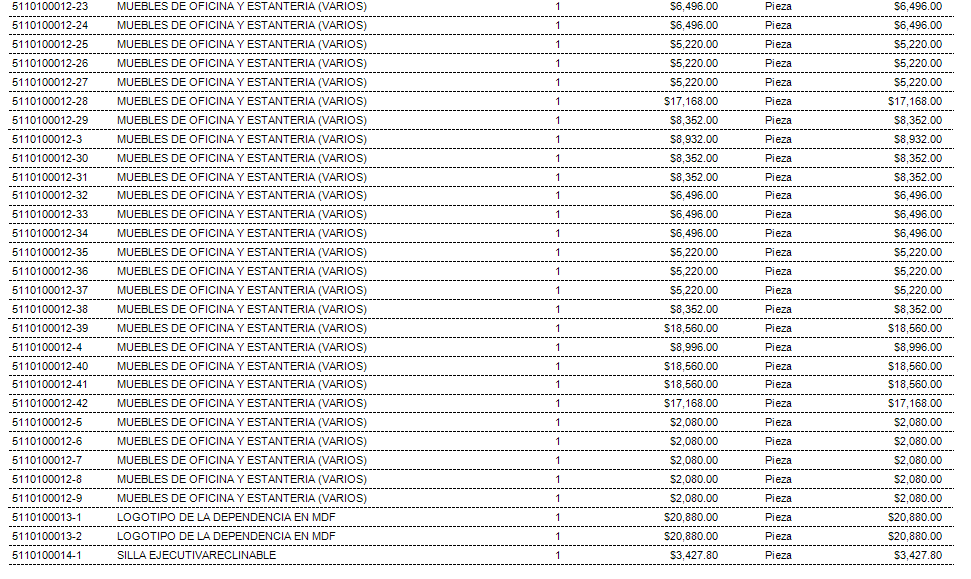 5110100012-23 MUEBLES DE OFICINA Y ESTANTERIA (VARIOS) 1 $6,496.00 Pieza $6,496.00
5110100012-24 MUEBLES DE OFICINA Y ESTANTERIA (VARIOS) 1 $6,496.00 Pieza $6,496.00
5110100012-25 MUEBLES DE OFICINA Y ESTANTERIA (VARIOS) 1 $5,220.00 Pieza $5,220.00
5110100012-26 MUEBLES DE OFICINA Y ESTANTERIA (VARIOS) 1 $5,220.00 Pieza $5,220.00
5110100012-27 MUEBLES DE OFICINA Y ESTANTERIA (VARIOS) 1 $5,220.00 Pieza $5,220.00
5110100012-28 MUEBLES DE OFICINA Y ESTANTERIA (VARIOS) 1 $17,168.00 Pieza $17,168.00
5110100012-29 MUEBLES DE OFICINA Y ESTANTERIA (VARIOS) 1 $8,352.00 Pieza $8,352.00
5110100012-3 MUEBLES DE OFICINA Y ESTANTERIA (VARIOS) 1 $8,932.00 Pieza $8,932.00
5110100012-30 MUEBLES DE OFICINA Y ESTANTERIA (VARIOS) 1 $8,352.00 Pieza $8,352.00
5110100012-31 MUEBLES DE OFICINA Y ESTANTERIA (VARIOS) 1 $8,352.00 Pieza $8,352.00
5110100012-32 MUEBLES DE OFICINA Y ESTANTERIA (VARIOS) 1 $6,496.00 Pieza $6,496.00
5110100012-33 MUEBLES DE OFICINA Y ESTANTERIA (VARIOS) 1 $6,496.00 Pieza $6,496.00
5110100012-34 MUEBLES DE OFICINA Y ESTANTERIA (VARIOS) 1 $6,496.00 Pieza $6,496.00
5110100012-35 MUEBLES DE OFICINA Y ESTANTERIA (VARIOS) 1 $5,220.00 Pieza $5,220.00
5110100012-36 MUEBLES DE OFICINA Y ESTANTERIA (VARIOS) 1 $5,220.00 Pieza $5,220.00
5110100012-37 MUEBLES DE OFICINA Y ESTANTERIA (VARIOS) 1 $5,220.00 Pieza $5,220.00
5110100012-38 MUEBLES DE OFICINA Y ESTANTERIA (VARIOS) 1 $8,352.00 Pieza $8,352.00
5110100012-39 MUEBLES DE OFICINA Y ESTANTERIA (VARIOS) 1 $18,560.00 Pieza $18,560.00
5110100012-4 MUEBLES DE OFICINA Y ESTANTERIA (VARIOS) 1 $8,996.00 Pieza $8,996.00
5110100012-40 MUEBLES DE OFICINA Y ESTANTERIA (VARIOS) 1 $18,560.00 Pieza $18,560.00
5110100012-41 MUEBLES DE OFICINA Y ESTANTERIA (VARIOS) 1 $18,560.00 Pieza $18,560.00
5110100012-42 MUEBLES DE OFICINA Y ESTANTERIA (VARIOS) 1 $17,168.00 Pieza $17,168.00
5110100012-5 MUEBLES DE OFICINA Y ESTANTERIA (VARIOS) 1 $2,080.00 Pieza $2,080.00
5110100012-6 MUEBLES DE OFICINA Y ESTANTERIA (VARIOS) 1 $2,080.00 Pieza $2,080.00
5110100012-7 MUEBLES DE OFICINA Y ESTANTERIA (VARIOS) 1 $2,080.00 Pieza $2,080.00
5110100012-8 MUEBLES DE OFICINA Y ESTANTERIA (VARIOS) 1 $2,080.00 Pieza $2,080.00
5110100012-9 MUEBLES DE OFICINA Y ESTANTERIA (VARIOS) 1 $2,080.00 Pieza $2,080.00
5110100013-1 LOGOTIPO DE LA DEPENDENCIA EN MDF 1 $20,880.00 Pieza $20,880.00
5110100013-2 LOGOTIPO DE LA DEPENDENCIA EN MDF 1 $20,880.00 Pieza $20,880.00
5110100014-1 SILLA EJECUTIVARECLINABLE 1 $3,427.80 Pieza $3,427.80